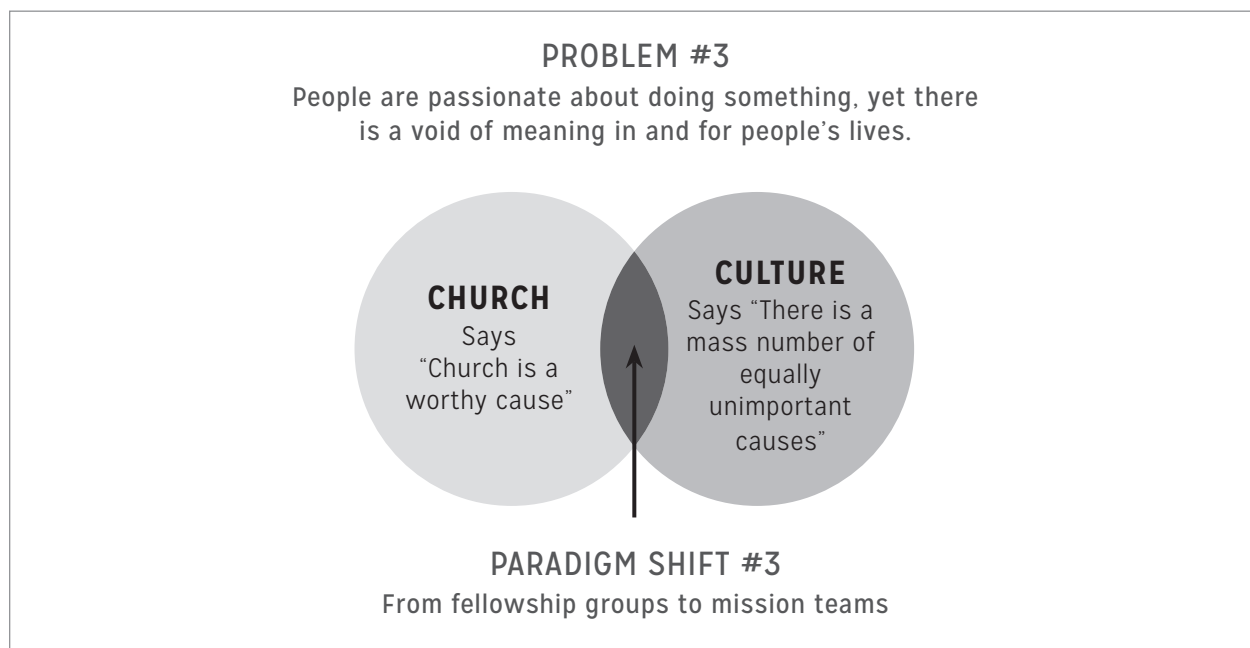 PROBLEM #3
People are passionate about doing something, yet there
is a void of meaning in and for people’s lives.
CHURCH
Says
“Church is a
worthy cause”
CULTURE
Says “There is a
mass number of
equally
unimportant
causes”
PARADIGM SHIFT #3
From fellowship groups to mission teams